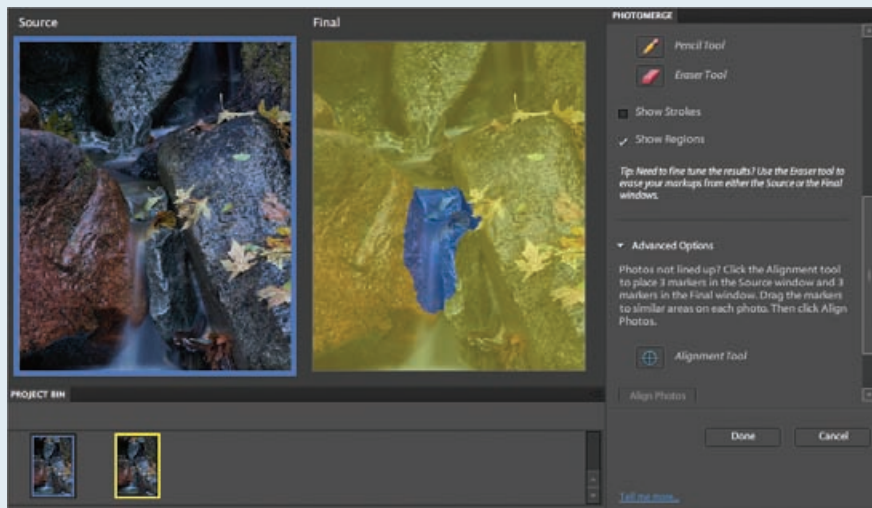 Source
Final
PHOTOMERGE
Pencil Tool
Eraser Tool
Show Strokes
Show Regions
Tip: Need to fine tune the results? Use the Eraser tool to
erase your markups from either the Source or the Final
windows.
Advanced Options
Photos not lined up? Click the Alignment tool
to place 3 markers in the Source window and 3
markers in the Final window. Drag the markers
to similar areas on each photo. Then click Align
Photos.
Alignment Tool
Align Photos
PROJECT BIN
Done
Cancel
Tell me more...